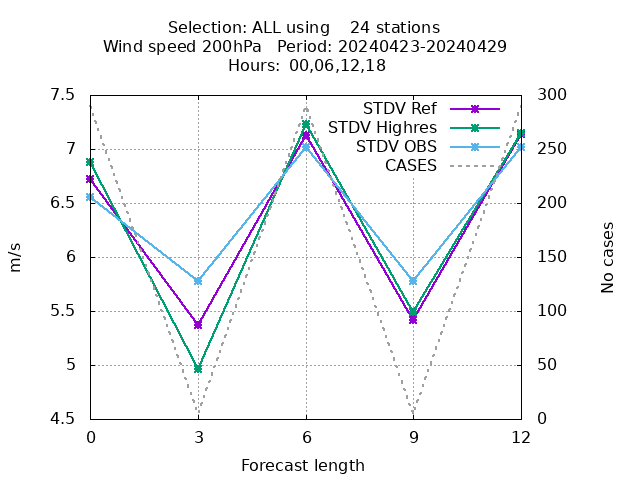 Selection: ALL using    24 stations
Wind speed 200hPa   Period: 20240423-20240429
Hours: 00,06,12,18
7.5
7
6.5
6
5.5
5
4.5
m/s
STDV Ref
STDV Highres
STDV OBS
CASES
300
250
200
150
100
50
0
No cases
0 3 6 9 12
Forecast length